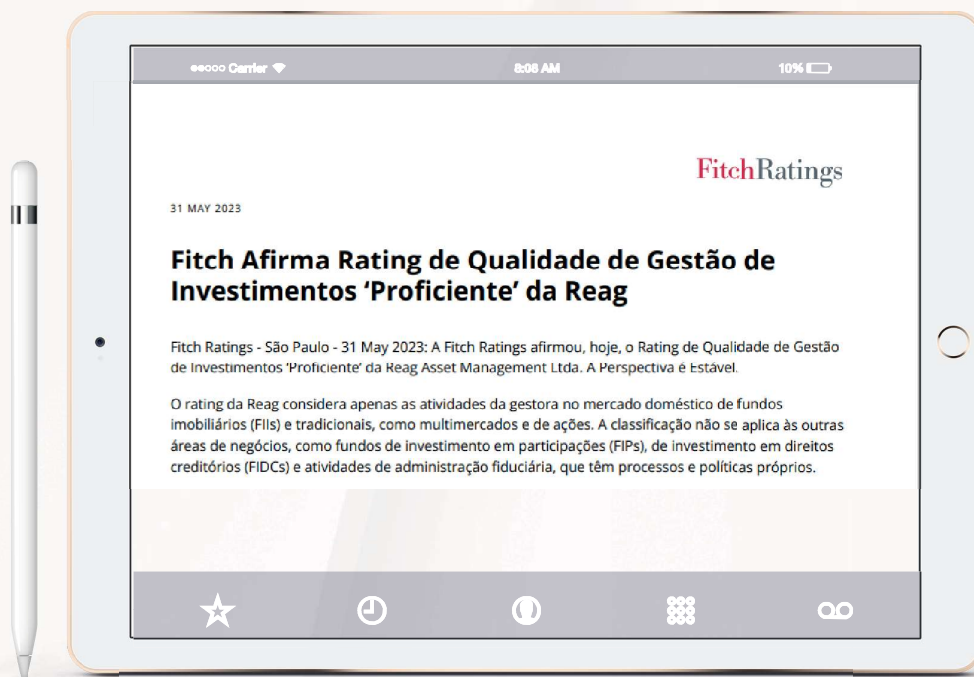 Carrier 8:08 AM 10%
FitchRatings
31 MAY 2023
Fitch Afirma Rating de Qualidade de Gestão de
Investimentos ‘Proficiente’ da Reag
Fitch Ratings - São Paulo - 31 May 2023: A Fitch Ratings afirmou, hoje, o Rating de Qualidade de Gestão
de Investimentos 'Proficiente' da Reag Asset Management Ltda. A Perspectiva é Estável.
O rating da Reag considera apenas as atividades da gestora no mercado doméstico de fundos
imobiliários (FIIs) e tradicionais, como multimercados e de ações. A classificação não se aplica às outras
áreas de negócios, como fundos de investimento em participações (FIPs), de investimento em direitos
creditórios (FIDCs) e atividades de administração fiduciária, que têm processos e políticas próprios.